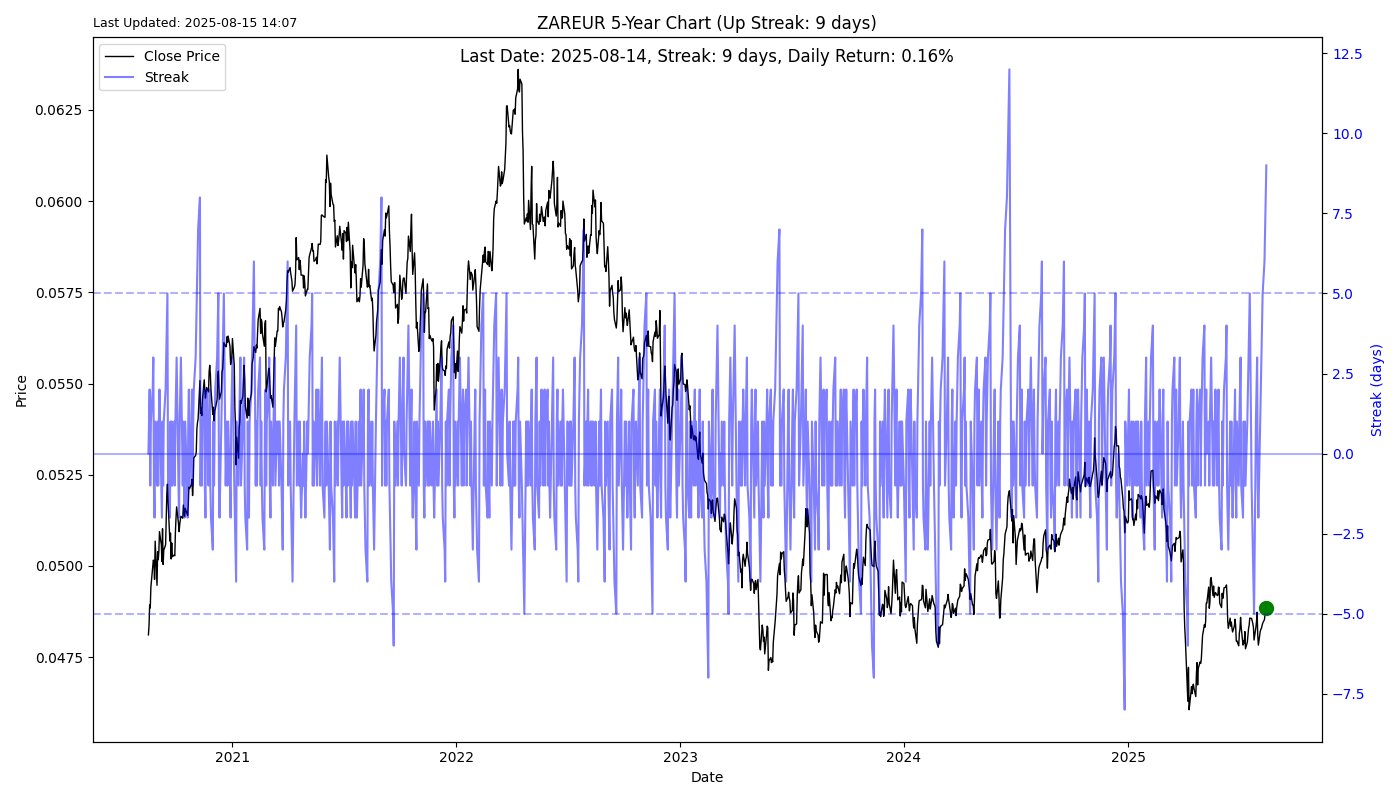 Last Updated: 2025-08-15 14:07
ZAREUR 5-Year Chart (Up Streak: 9 days)
Last Date: 2025-08-14, Streak: 9 days, Daily Return: 0.16%
Close Price
Streak
Price
0.0625
0.0600
0.0575
0.0550
0.0525
0.0500
0.0475
12.5
10.0
7.5
5.0
2.5
0.0
−2.5
−5.0
−7.5
Streak (days)
2021
2022
2023
2024
2025
Date